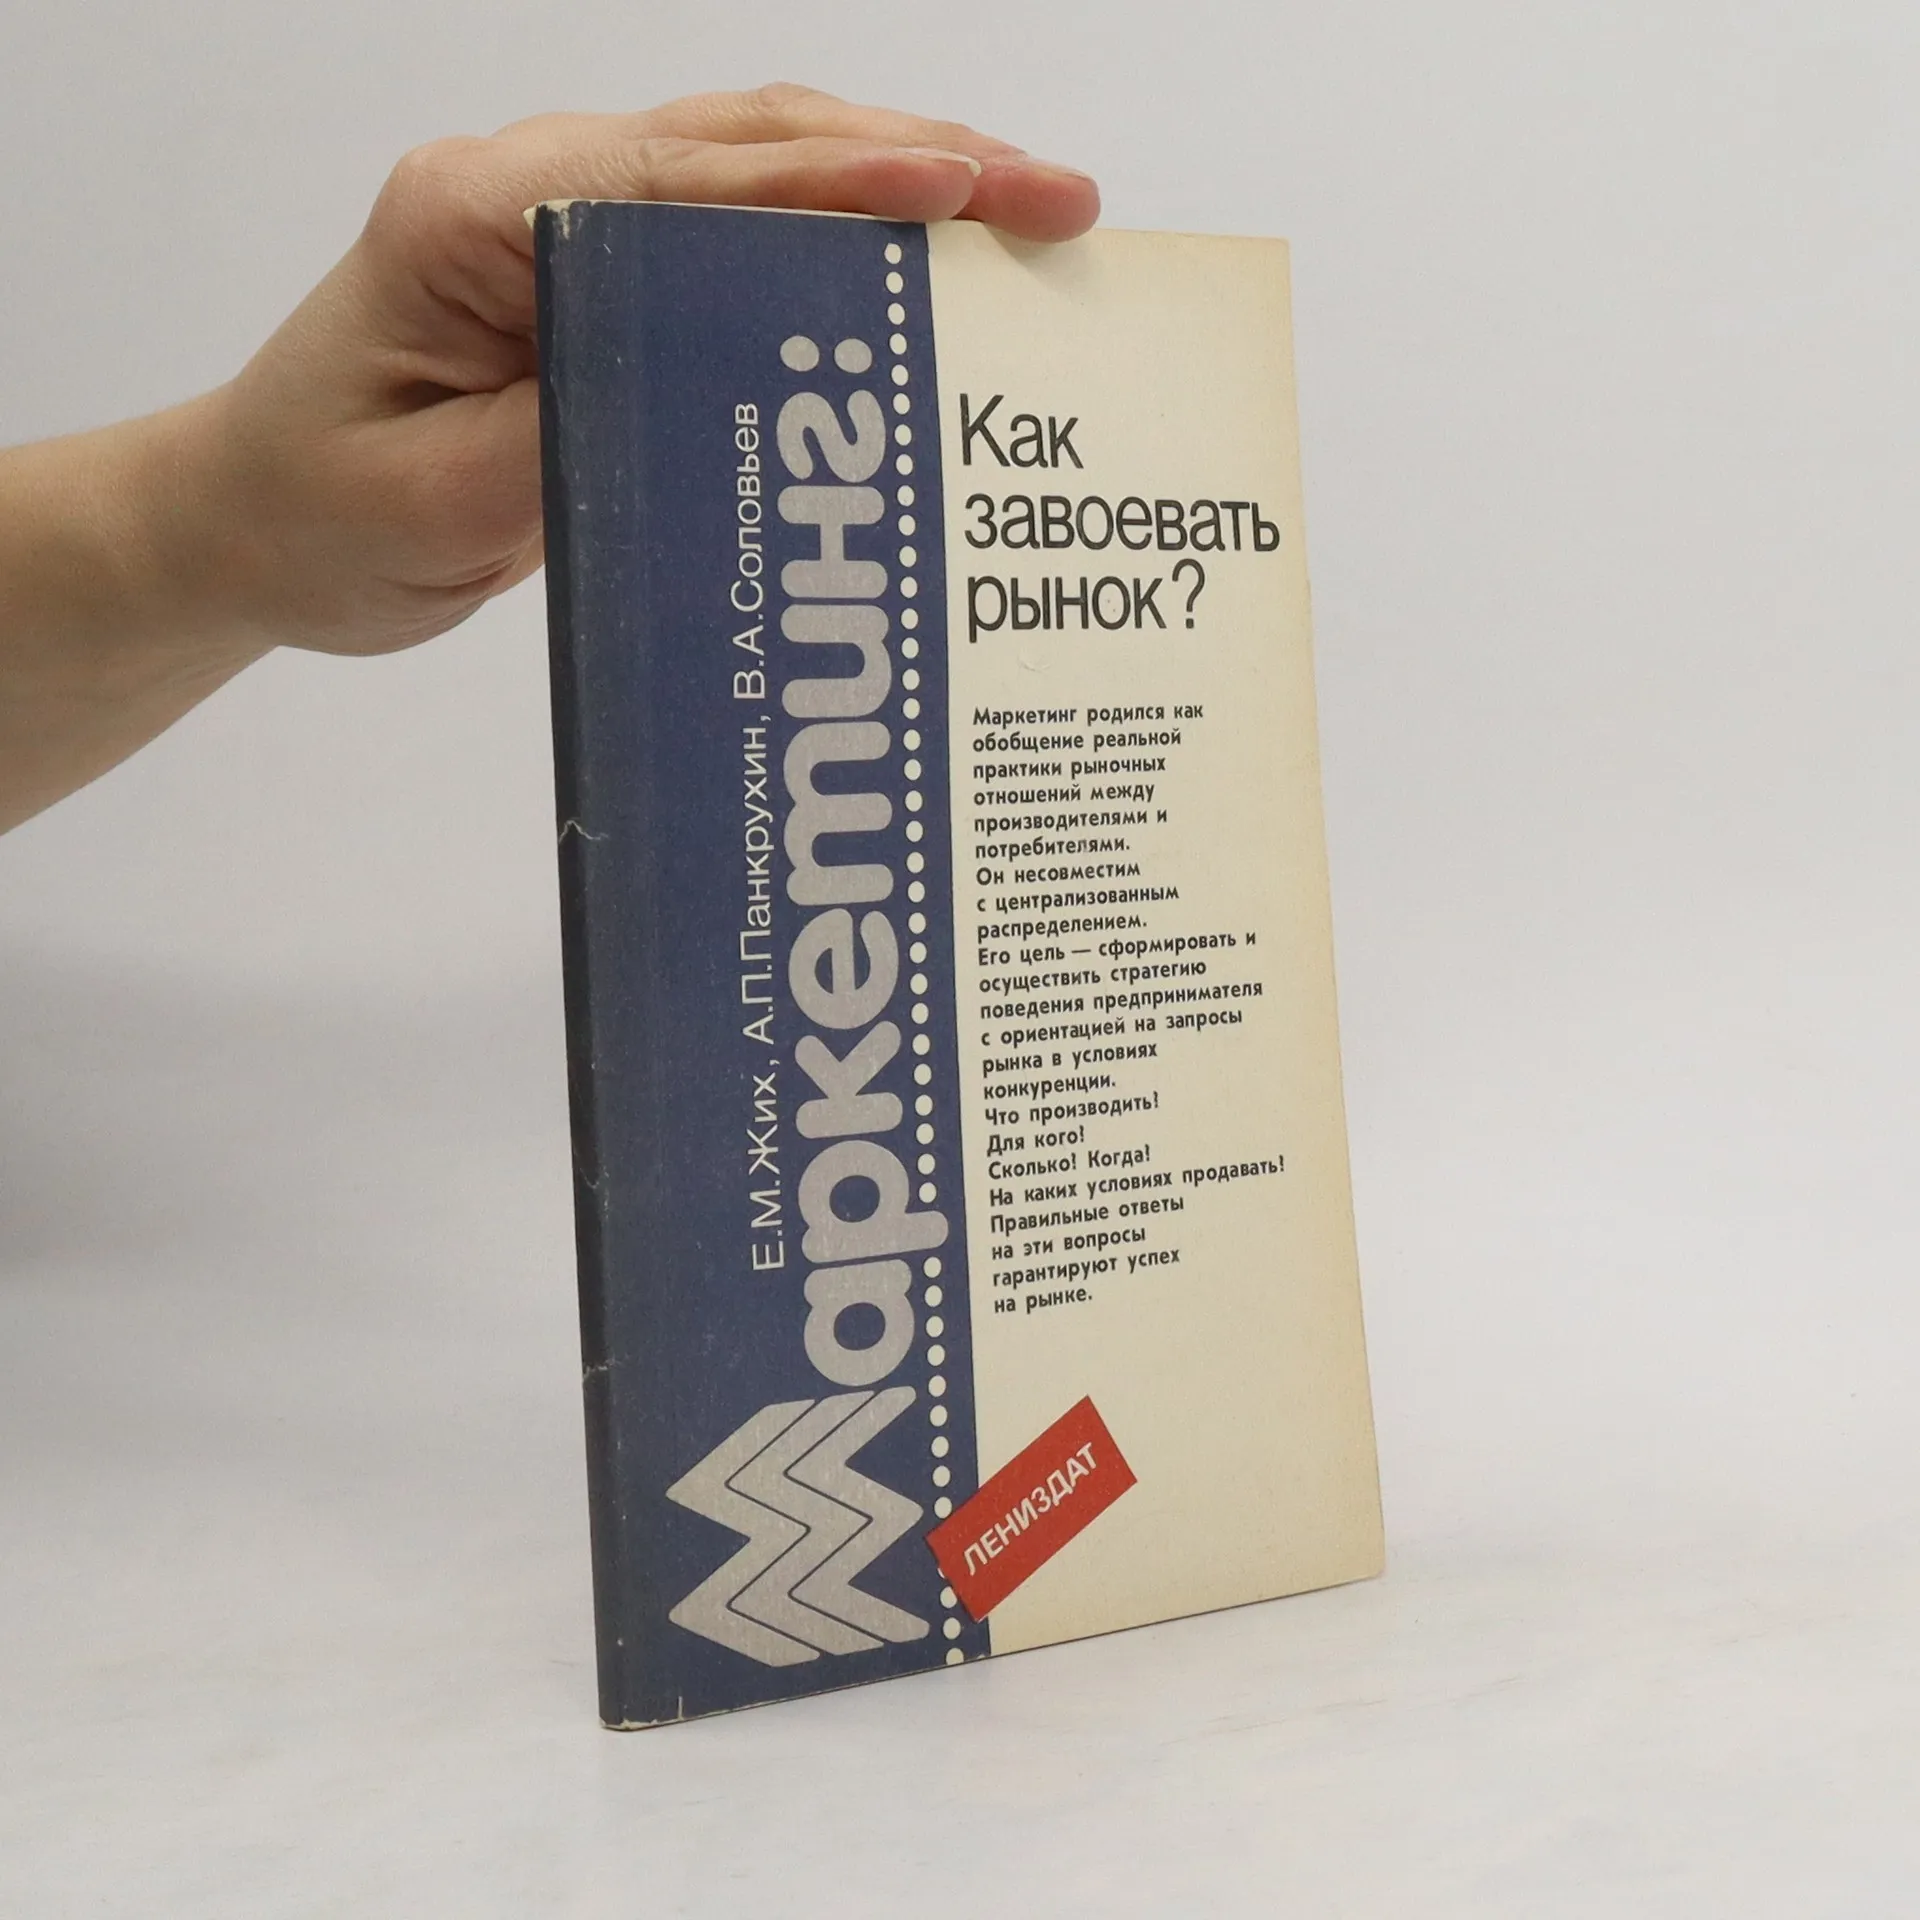 Е.М.Жих, А.П.Панкрухин, В.А.Соловьев
Маркетинг:
Как
завоевать
рынок?
Маркетинг родился как
обобщение реальной
практики рыночных
отношений между
производителями и
потребителями.
Он несовместим
с централизованным
распределением.
Его цель — сформировать и
осуществить стратегию
поведения предпринимателя
с ориентацией на запросы
рынка в условиях
конкуренции.
Что производить?
Для кого?
Сколько? Когда?
На каких условиях продавать?
Правильные ответы
на эти вопросы
гарантируют успех
на рынке.
ЛЕНИЗДАТ